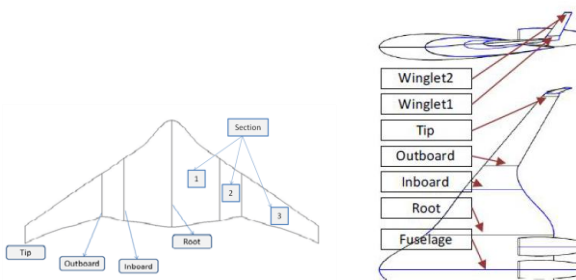 Section
1
2
3
Tip
Outboard
Inboard
Root
Winglet2
Winglet1
Tip
Outboard
Inboard
Root
Fuselage